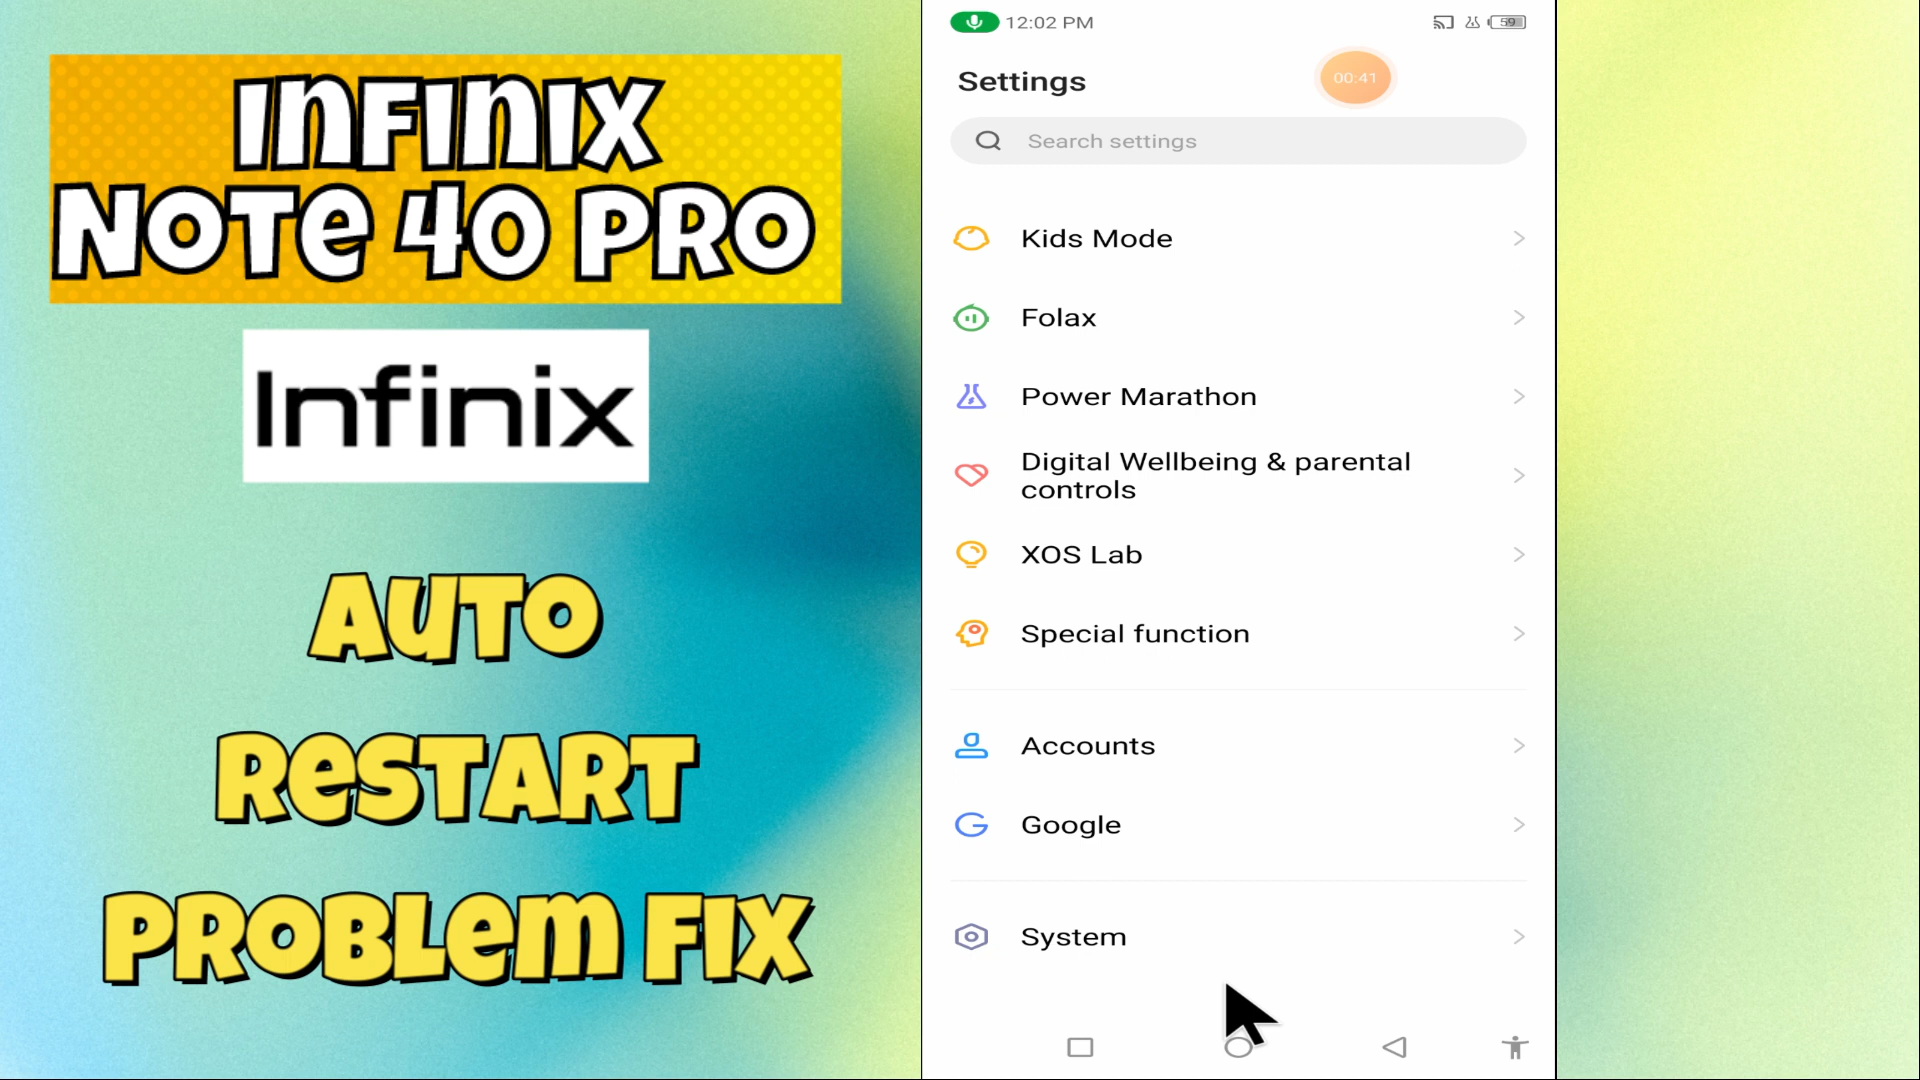 INFINIX
NOTE 40 PRO
Infinix
AUTO
RESTART
PROBLEM FIX
12:02 PM
59
Settings
00:41
Search settings
Kids Mode
Folax
Power Marathon
Digital Wellbeing & parental
controls
XOS Lab
Special function
Accounts
Google
System